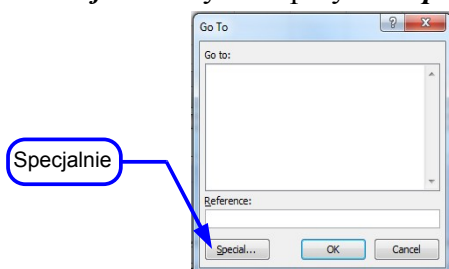 Go To
Go to:
Specjalnie
Reference:
Special...
OK
Cancel